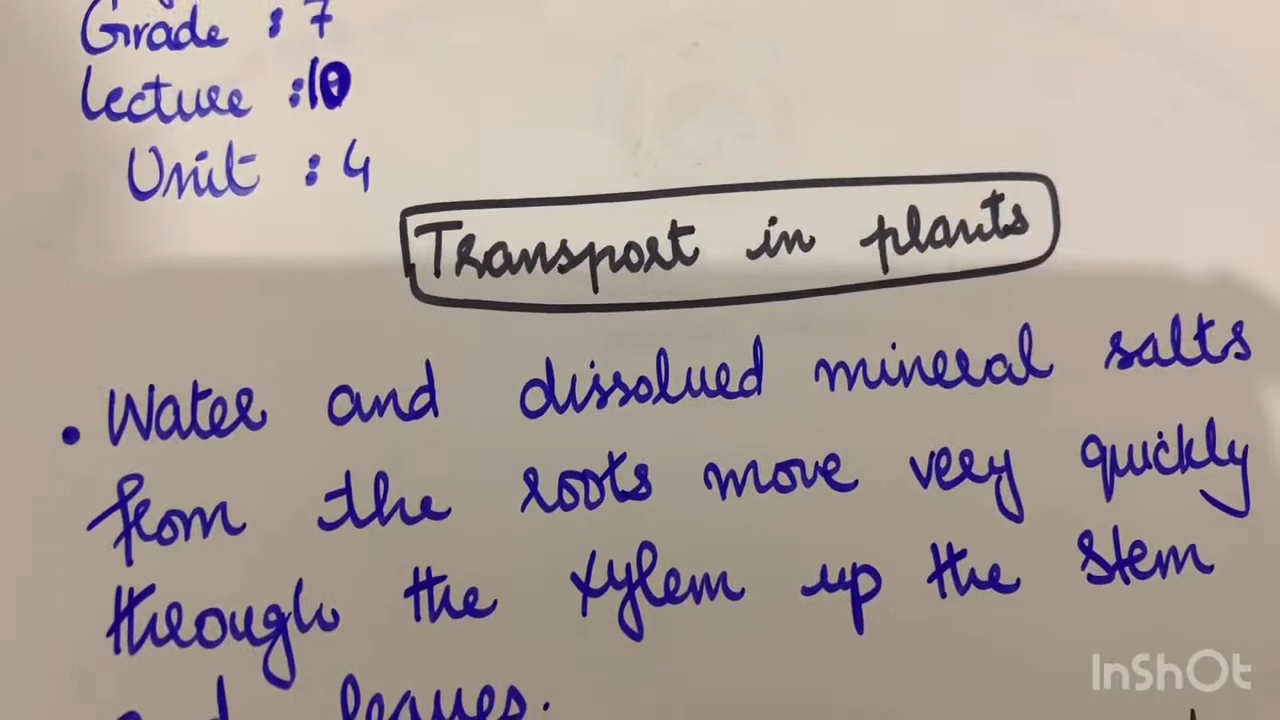 Grade : 7
Lecture : 10
Unit : 4
Transport in plants
• Water and dissolved mineral salts
from the roots move very quickly
through the xylem up the stem
and leaves.
InShOt